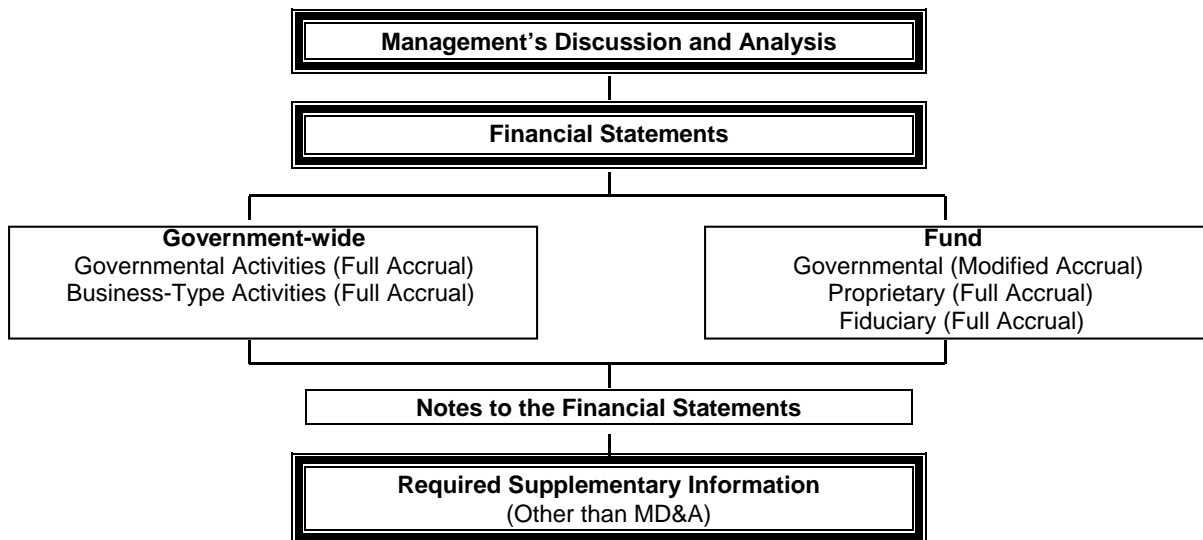 Management’s Discussion and Analysis
Financial Statements
Government-wide
Governmental Activities (Full Accrual)
Business-Type Activities (Full Accrual)
Fund
Governmental (Modified Accrual)
Proprietary (Full Accrual)
Fiduciary (Full Accrual)
Notes to the Financial Statements
Required Supplementary Information
(Other than MD&A)